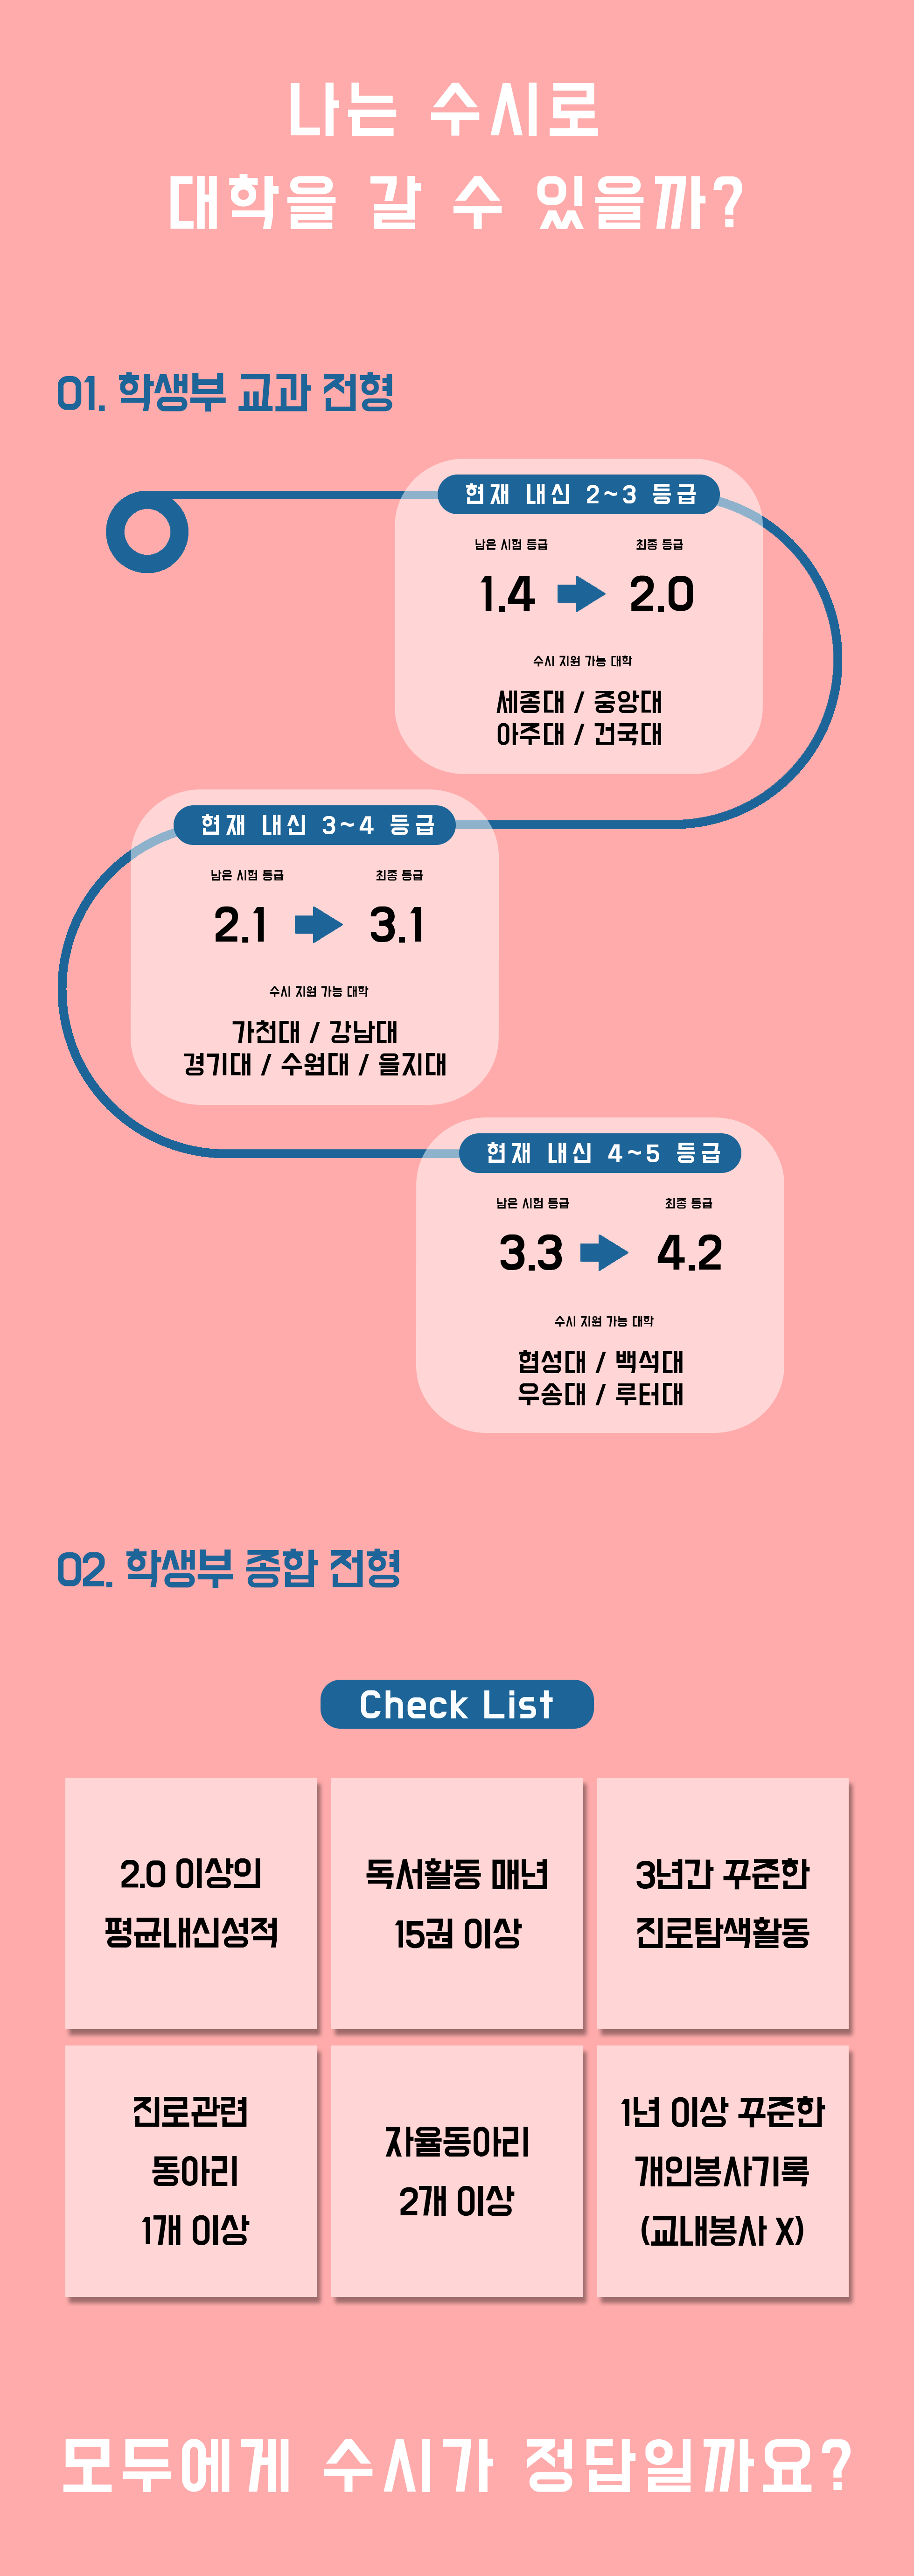 나는 수시로
대학을 갈 수 있을까?
01. 학생부 교과 전형
현재 내신 2~3 등급
남은 시험 등급 최종 등급
1.4 2.0
수시 지원 가능 대학
세종대 / 중앙대
아주대 / 건국대
현재 내신 3~4 등급
남은 시험 등급 최종 등급
2.1 3.1
수시 지원 가능 대학
가천대 / 강남대
경기대 / 수원대 / 을지대
현재 내신 4~5 등급
남은 시험 등급 최종 등급
3.3 4.2
수시 지원 가능 대학
협성대 / 백석대
우송대 / 루터대
02. 학생부 종합 전형
Check List
2.0 이상의
평균내신성적
독서활동 매년
15권 이상
3년간 꾸준한
진로탐색활동
진로관련
동아리
1개 이상
자율동아리
2개 이상
1년 이상 꾸준한
개인봉사기록
(교내봉사 X)
모두에게 수시가 정답일까요?